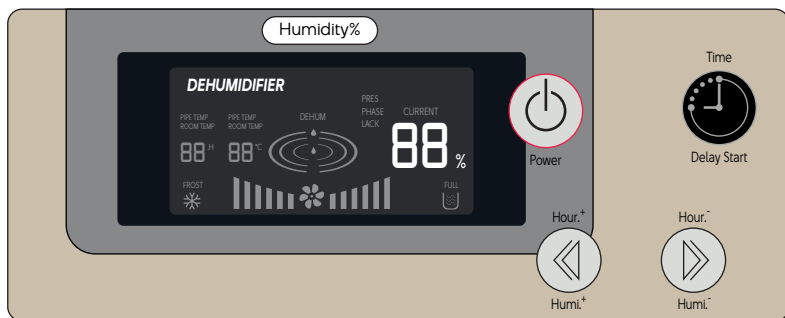 Humidity%
Time
DEHUMIDIFIER
PRES
PHASE
LACK
CURRENT
PIPE TEMP
ROOM TEMP
PIPE TEMP
ROOM TEMP
DEHUM
88 .H
88 °C
88 %
Power
Delay Start
FROST
FULL
Hour.+
Hour.-
Humi.+
Humi.-